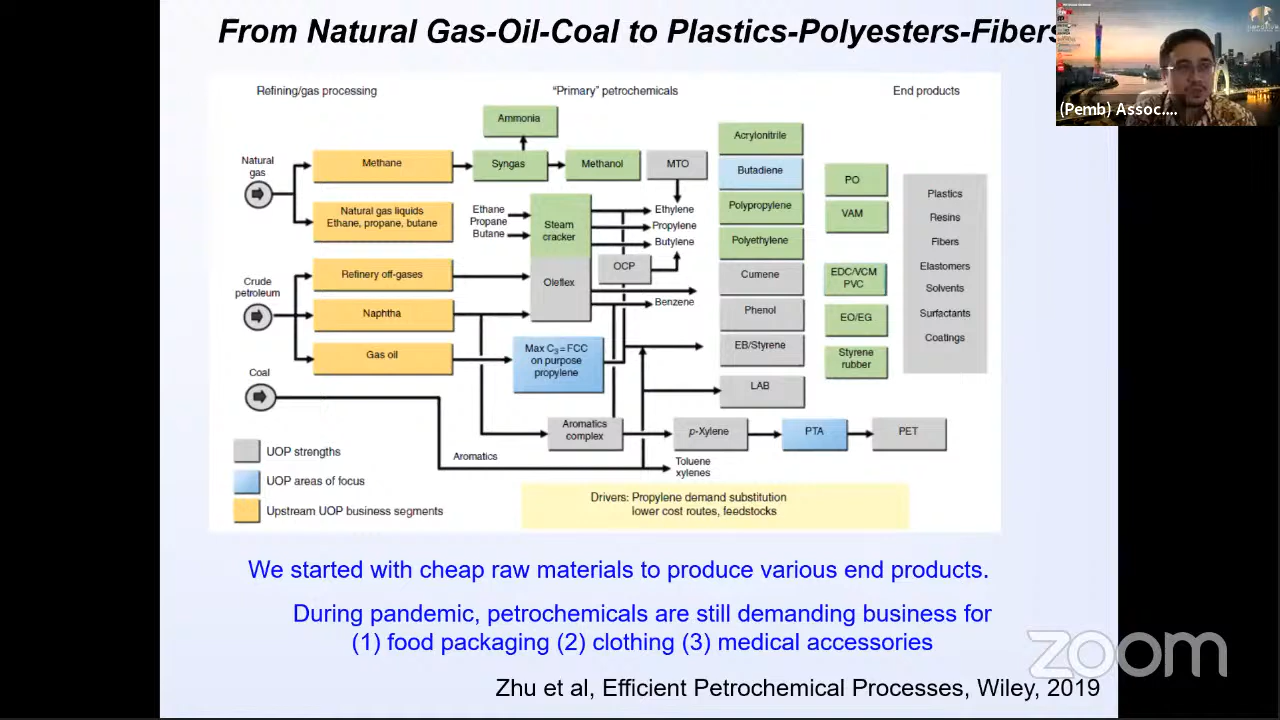 From Natural Gas-Oil-Coal to Plastics-Polyesters-Fibers
(Pemb) Assoc....
Refining/gas processing
"Primary" petrochemicals
End products
Ammonia
Natural
gas
Methane
Syngas
Methanol
MTO
Natural gas liquids
Ethane, propane, butane
Ethane
Propane
Butane
Steam
cracker
Ethylene
Propylene
Butylene
OCP
Crude
petroleum
Refinery off-gases
Oleflex
Naphtha
Benzene
Gas oil
Max C3=FCC
on purpose
propylene
Coal
Aromatics
complex
p-Xylene
PTA
PET
Aromatics
Toluene
xylenes
Acrylonitrile
Butadiene
Polypropylene
Polyethylene
Cumene
Phenol
EB/Styrene
LAB
PO
VAM
EDC/VCM
PVC
EO/EG
Styrene
rubber
Plastics
Resins
Fibers
Elastomers
Solvents
Surfactants
Coatings
UOP strengths
UOP areas of focus
Upstream UOP business segments
Drivers: Propylene demand substitution
lower cost routes, feedstocks
We started with cheap raw materials to produce various end products.
During pandemic, petrochemicals are still demanding business for
(1) food packaging (2) clothing (3) medical accessories
zoom
Zhu et al, Efficient Petrochemical Processes, Wiley, 2019